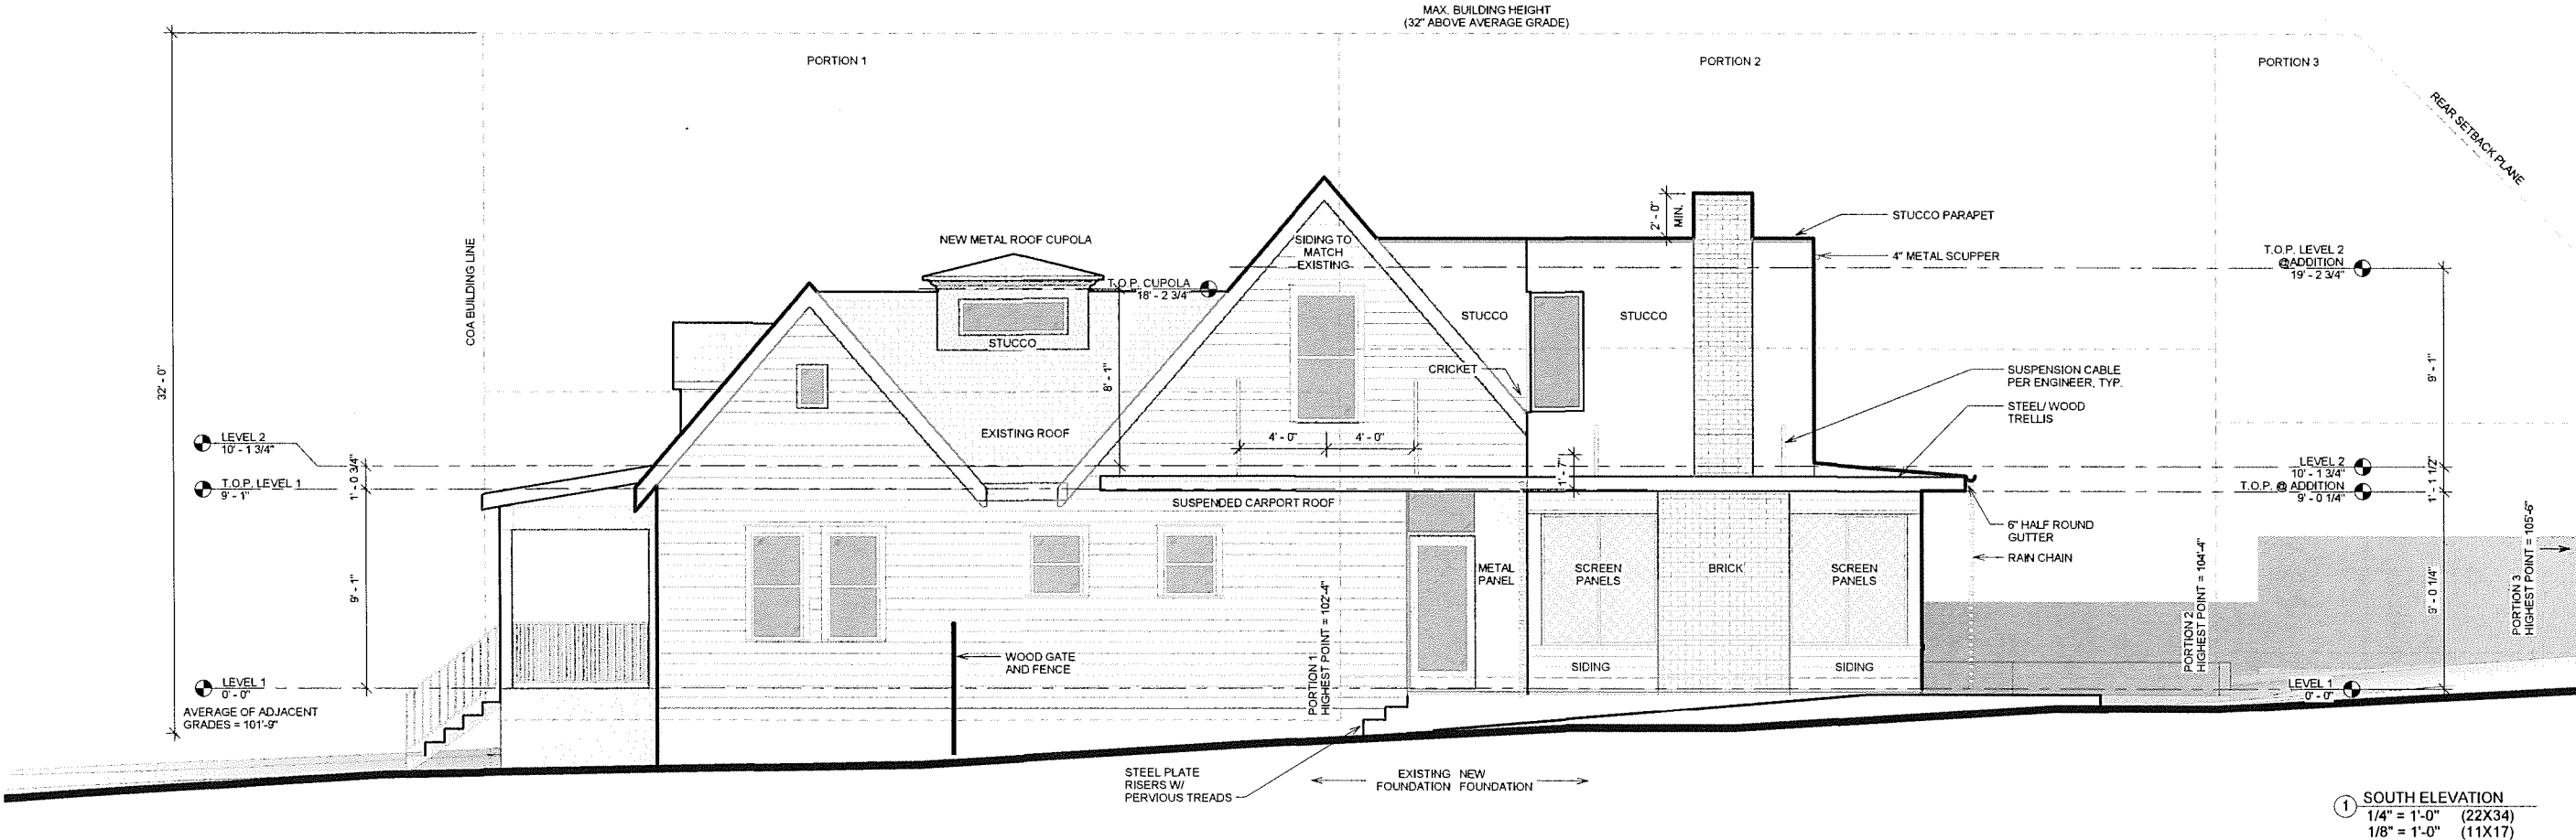 MAX. BUILDING HEIGHT
(32" ABOVE AVERAGE GRADE)
PORTION 1
PORTION 2
PORTION 3
REAR SETBACK PLANE
COA BUILDING LINE
32' - 0"
NEW METAL ROOF CUPOLA
T.O.P. CUPOLA
18' - 2 3/4"
STUCCO
SIDING TO
MATCH
EXISTING
2' - 0"
MIN.
STUCCO PARAPET
4" METAL SCUPPER
T.O.P. LEVEL 2
@ADDITION
19' - 2 3/4"
STUCCO
STUCCO
CRICKET
8' - 1"
9' - 1"
SUSPENSION CABLE
PER ENGINEER, TYP.
STEEL/ WOOD
TRELLIS
EXISTING ROOF
4' - 0"
4' - 0"
LEVEL 2
10' - 1 3/4"
T.O.P. LEVEL 1
9' - 1"
1' - 0 3/4"
1' - 7"
LEVEL 2
10' - 1 3/4"
T.O.P. @ ADDITION
9' - 0 1/4"
1' - 1 1/2"
SUSPENDED CARPORT ROOF
6" HALF ROUND
GUTTER
RAIN CHAIN
9' - 1"
METAL
PANEL
SCREEN
PANELS
BRICK
SCREEN
PANELS
9' - 0 1/4"
PORTION 1
HIGHEST POINT = 102'-4"
PORTION 2
HIGHEST POINT = 104'-4"
PORTION 3
HIGHEST POINT = 105'-6"
WOOD GATE
AND FENCE
SIDING
SIDING
LEVEL 1
0' - 0"
LEVEL 1
0' - 0"
AVERAGE OF ADJACENT
GRADES = 101'-9"
STEEL PLATE
RISERS W/
PERVIOUS TREADS
EXISTING NEW
FOUNDATION FOUNDATION
1 SOUTH ELEVATION
1/4" = 1'-0" (22X34)
1/8" = 1'-0" (11X17)